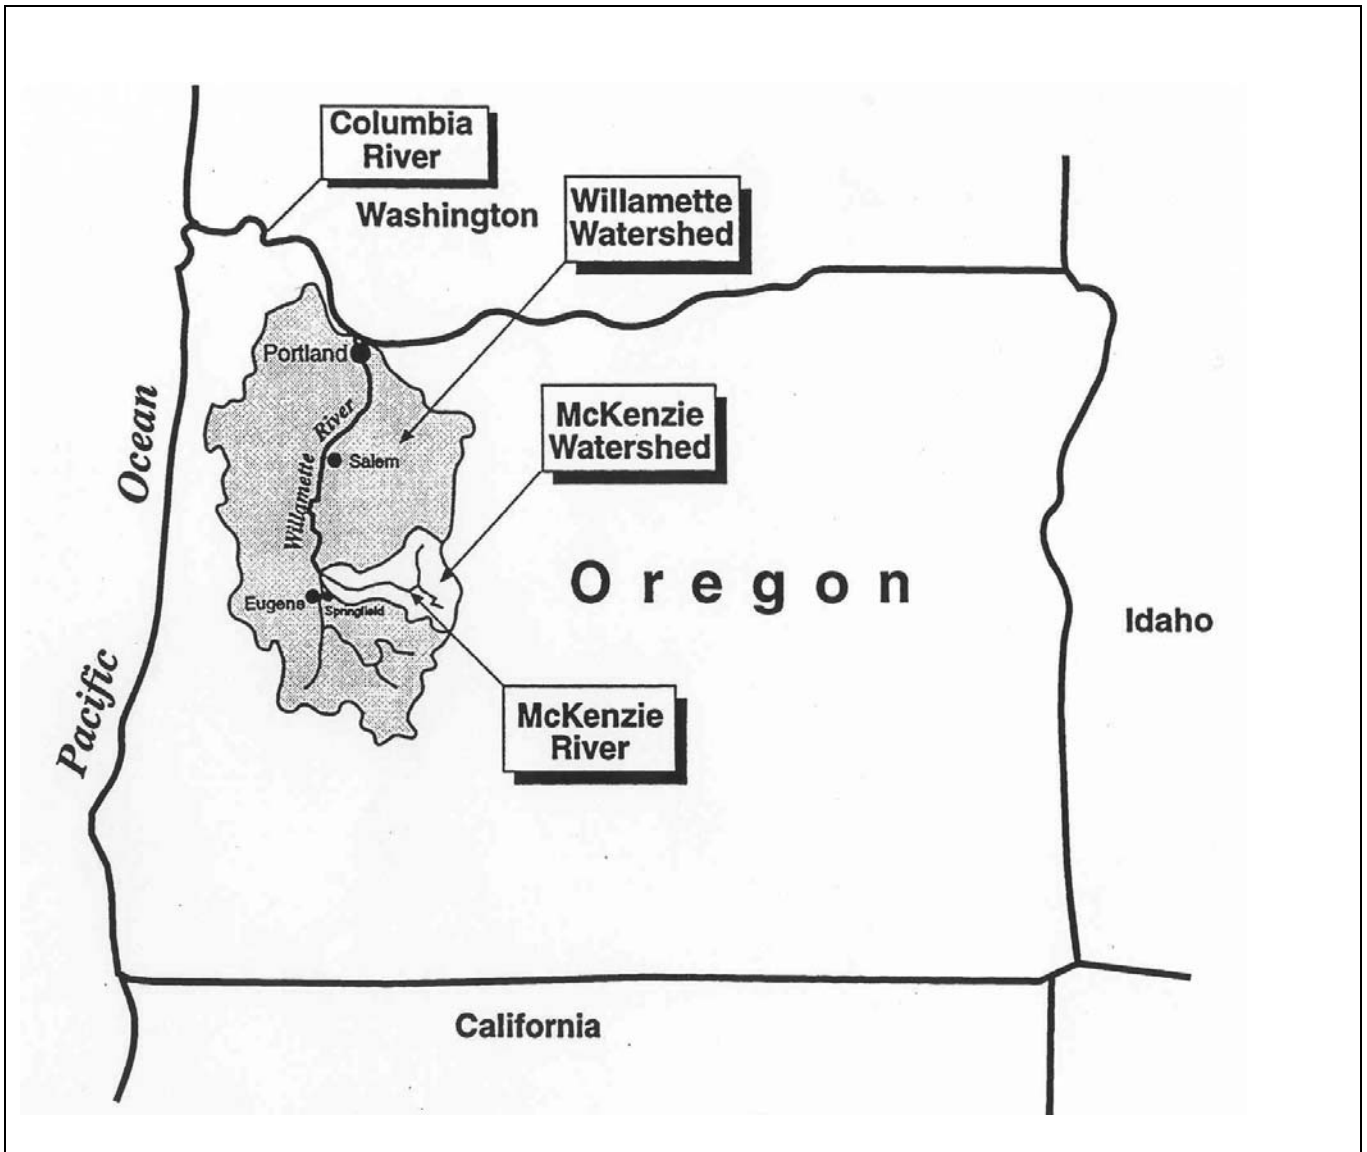 Columbia
River
Washington
Willamette
Watershed
Portland
McKenzie
Watershed
Willamette River
Salem
Ocean
Oregon
Eugene
Springfield
Idaho
Pacific
McKenzie
River
California